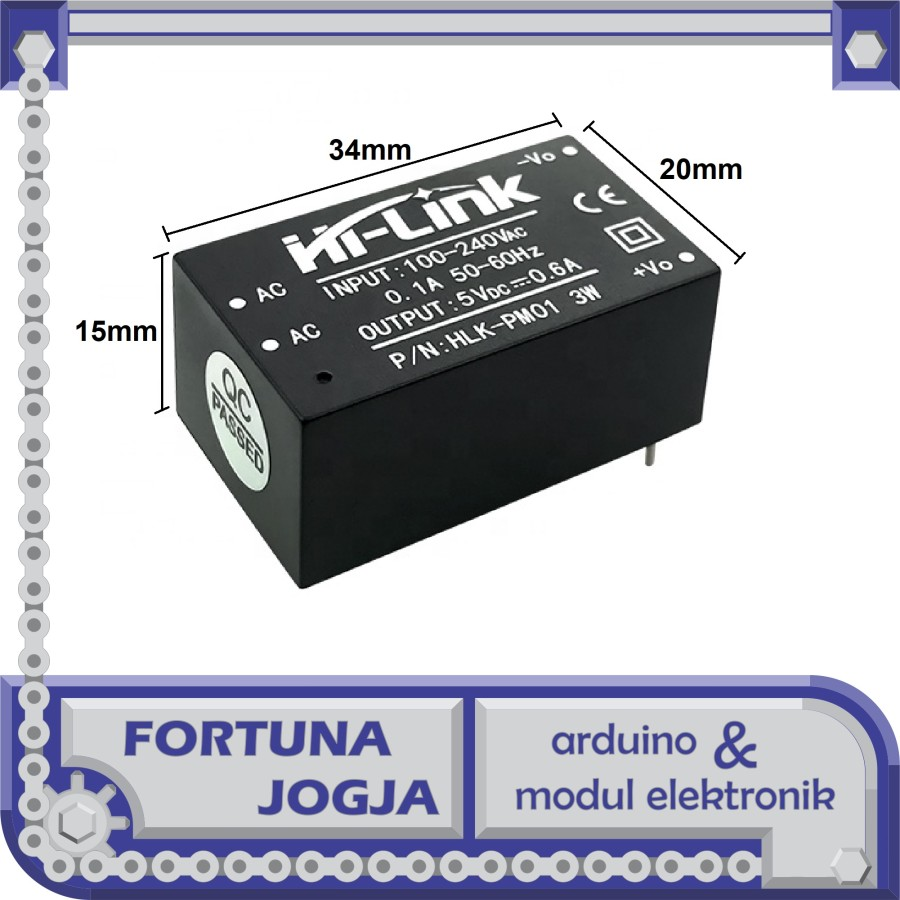 34mm
20mm
15mm
-Vo
Hi-Link
CE
INPUT:100-240VAC
0.1A 50-60Hz
OUTPUT:5VDC⎓0.6A
+Vo
P/N:HLK-PM01 3W
AC
AC
QC
PASSED
FORTUNA
JOGJA
arduino &
modul elektronik